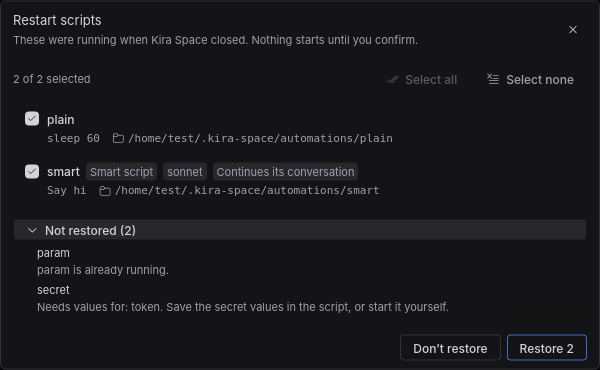 Restart scripts
These were running when Kira Space closed. Nothing starts until you confirm.
2 of 2 selected
Select all
Select none
plain
sleep 60 /home/test/.kira-space/automations/plain
smart Smart script sonnet Continues its conversation
Say hi /home/test/.kira-space/automations/smart
Not restored (2)
param
param is already running.
secret
Needs values for: token. Save the secret values in the script, or start it yourself.
Don’t restore
Restore 2